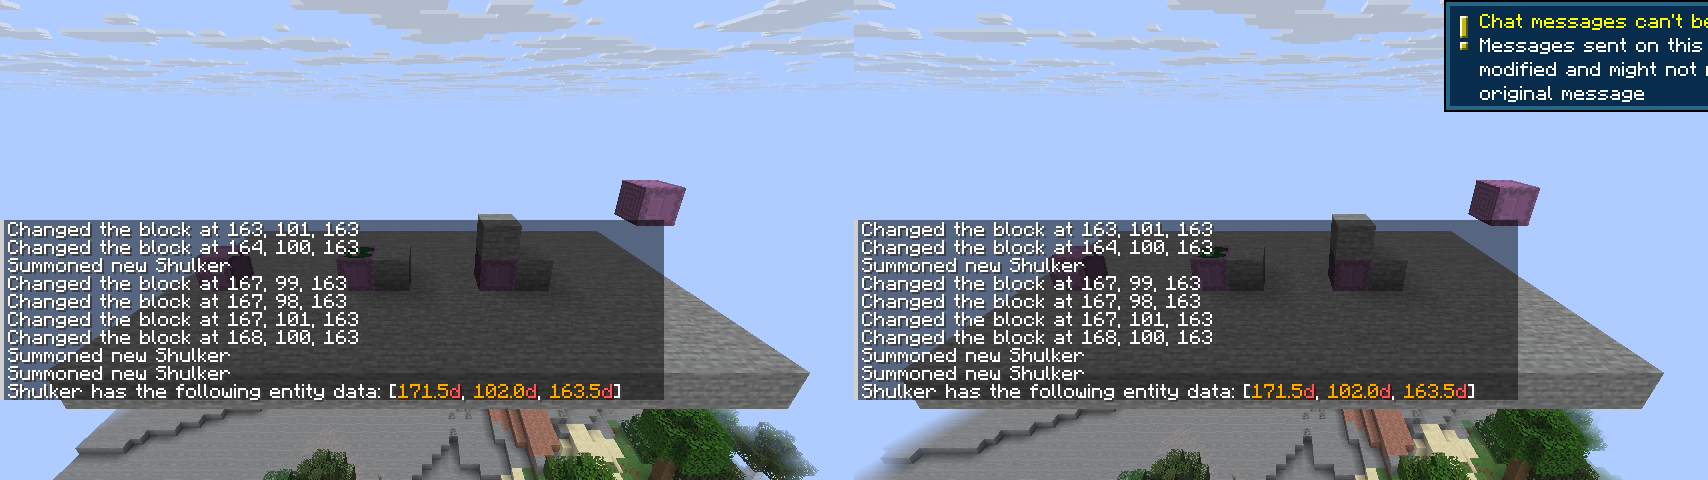 Changed the block at 163, 101, 163
Changed the block at 164, 100, 163
Summoned new Shulker
Changed the block at 167, 99, 163
Changed the block at 167, 98, 163
Changed the block at 167, 101, 163
Changed the block at 168, 100, 163
Summoned new Shulker
Summoned new Shulker
Shulker has the following entity data: [171.5d, 102.0d, 163.5d]
Chat messages can't be
Messages sent on this
modified and might not
original message
Changed the block at 163, 101, 163
Changed the block at 164, 100, 163
Summoned new Shulker
Changed the block at 167, 99, 163
Changed the block at 167, 98, 163
Changed the block at 167, 101, 163
Changed the block at 168, 100, 163
Summoned new Shulker
Summoned new Shulker
Shulker has the following entity data: [171.5d, 102.0d, 163.5d]